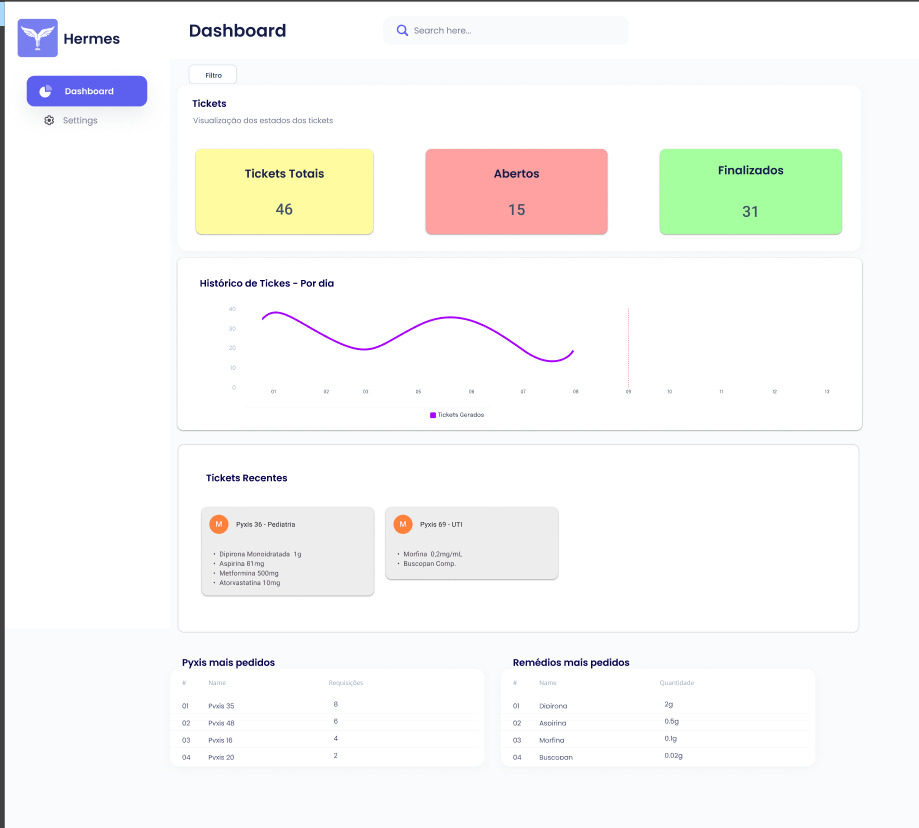 Hermes
Dashboard
Search here...
Dashboard
Settings
Filtro
Tickets
Visualização dos estados dos tickets
Tickets Totais
46
Abertos
15
Finalizados
31
Histórico de Tickes - Por dia
40
30
20
10
0
01 02 03 05 06 07 08 09 10 11 12 13
Tickets Gerados
Tickets Recentes
M Pyxis 36 - Pediatria
• Dipirona Monoidratada 1g
• Aspirina 81mg
• Metformina 500mg
• Atorvastatina 10mg
M Pyxis 69 - UTI
• Morfina 0,2mg/mL
• Buscopan Comp.
Pyxis mais pedidos
# Name Requisições
01 Pyxis 35 8
02 Pyxis 48 6
03 Pyxis 16 4
04 Pyxis 20 2
Remédios mais pedidos
# Name Quantidade
01 Dipirona 2g
02 Aspirina 0.5g
03 Morfina 0.1g
04 Buscopan 0.02g